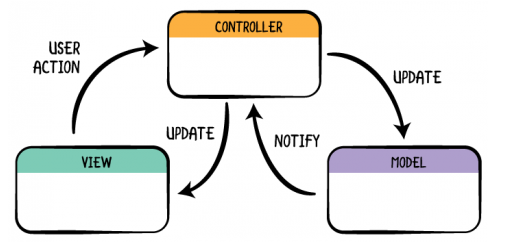 CONTROLLER
USER
ACTION
UPDATE
UPDATE
NOTIFY
VIEW
MODEL